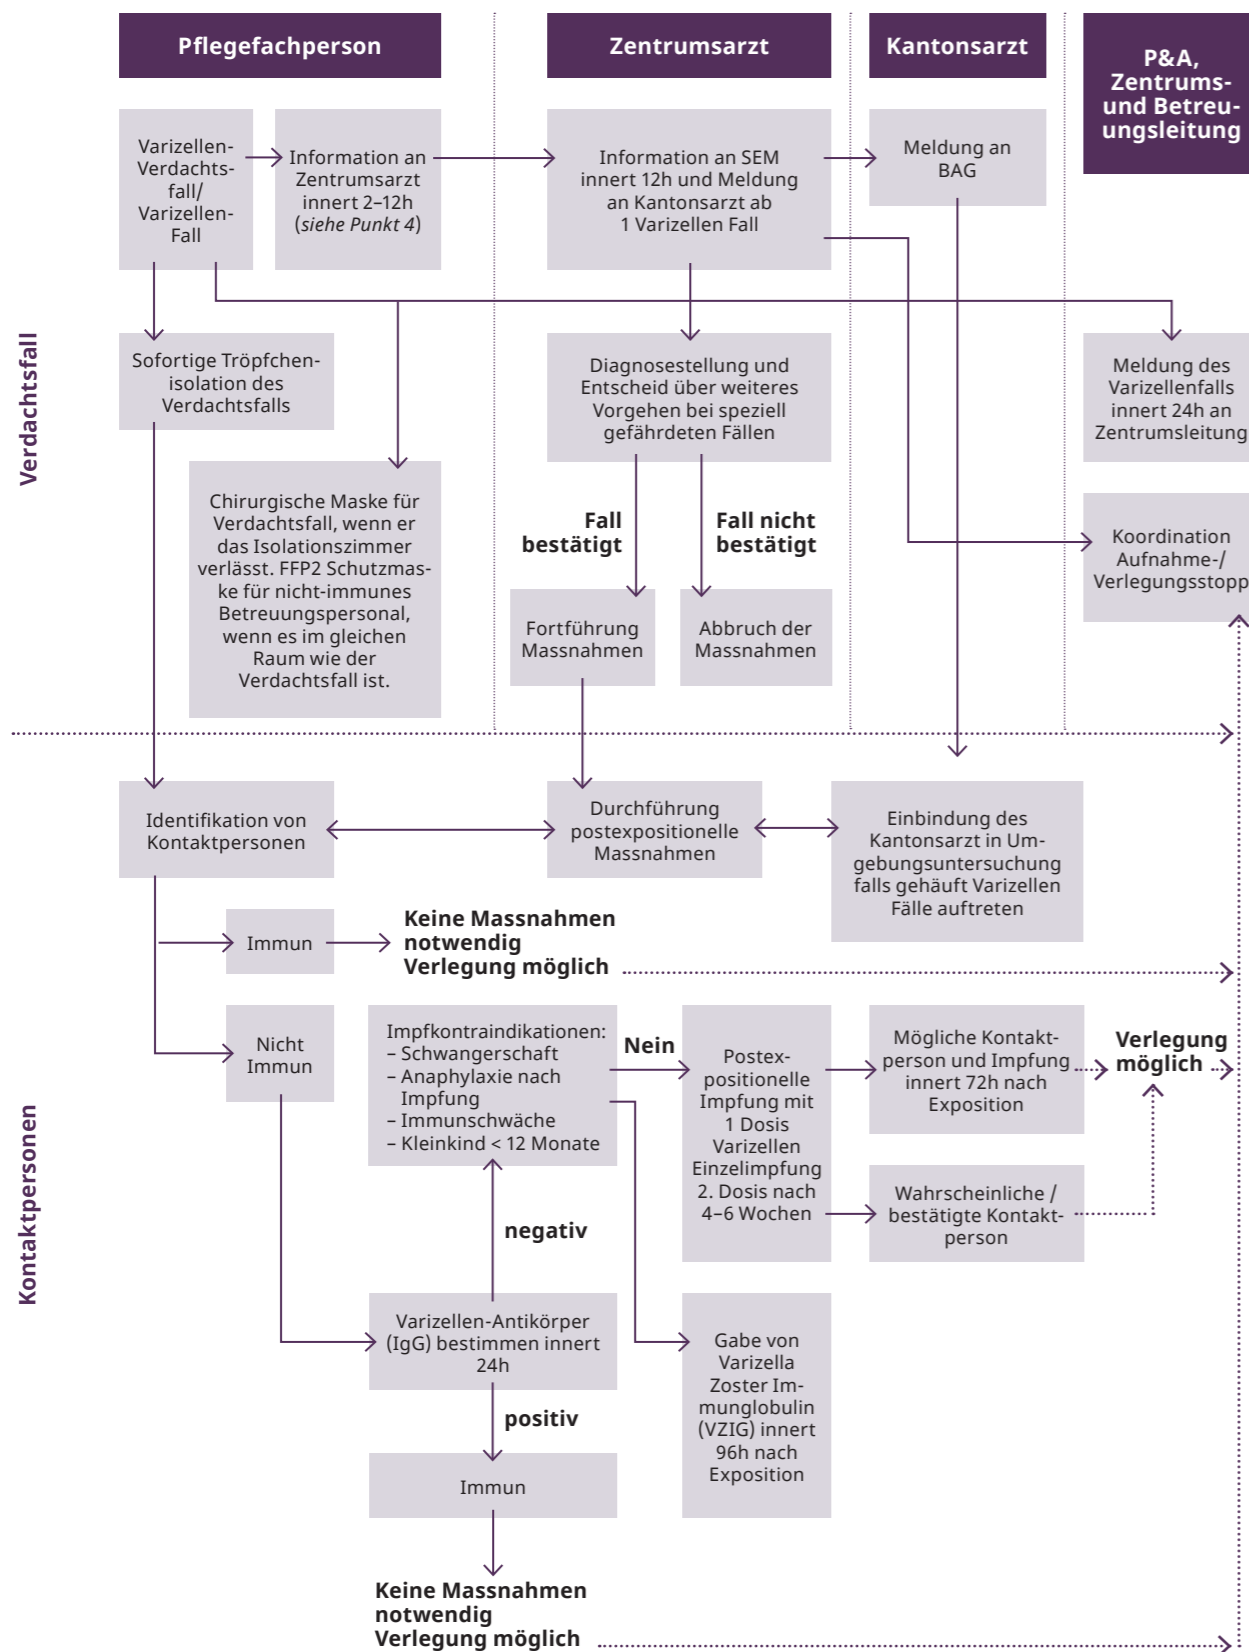 Pflegefachperson
Zentrumsarzt
Kantonsarzt
P&A,
Zentrums-
und Betreu-
ungsleitung
Verdachtsfall
Varizellen-
Verdachts-
fall/
Varizellen-
Fall
Information an
Zentrumsarzt
innert 2–12h
(siehe Punkt 4)
Information an SEM
innert 12h und Meldung
an Kantonsarzt ab
1 Varizellen Fall
Meldung an
BAG
Sofortige Tröpfchen-
isolation des
Verdachtsfalls
Diagnosestellung und
Entscheid über weiteres
Vorgehen bei speziell
gefährdeten Fällen
Meldung des
Varizellenfalls
innert 24h an
Zentrumsleitung
Chirurgische Maske für
Verdachtsfall, wenn er
das Isolationszimmer
verlässt. FFP2 Schutzmas-
ke für nicht-immunes
Betreuungspersonal,
wenn es im gleichen
Raum wie der
Verdachtsfall ist.
Fall
bestätigt
Fall nicht
bestätigt
Koordination
Aufnahme-/
Verlegungsstopp
Fortführung
Massnahmen
Abbruch der
Massnahmen
Kontaktpersonen
Identifikation von
Kontaktpersonen
Durchführung
postexpositionelle
Massnahmen
Einbindung des
Kantonsarzt in Um-
gebungsuntersuchung
falls gehäuft Varizellen
Fälle auftreten
Immun
Keine Massnahmen
notwendig
Verlegung möglich
Nicht
Immun
Impfkontraindikationen:
– Schwangerschaft
– Anaphylaxie nach
Impfung
– Immunschwäche
– Kleinkind < 12 Monate
Nein
Postex-
positionelle
Impfung mit
1 Dosis
Varizellen
Einzelimpfung
2. Dosis nach
4–6 Wochen
Mögliche Kontakt-
person und Impfung
innert 72h nach
Exposition
Verlegung
möglich
Wahrscheinliche /
bestätigte Kontakt-
person
negativ
Varizellen-Antikörper
(IgG) bestimmen innert
24h
Gabe von
Varizella
Zoster Im-
munglobulin
(VZIG) innert
96h nach
Exposition
positiv
Immun
Keine Massnahmen
notwendig
Verlegung möglich